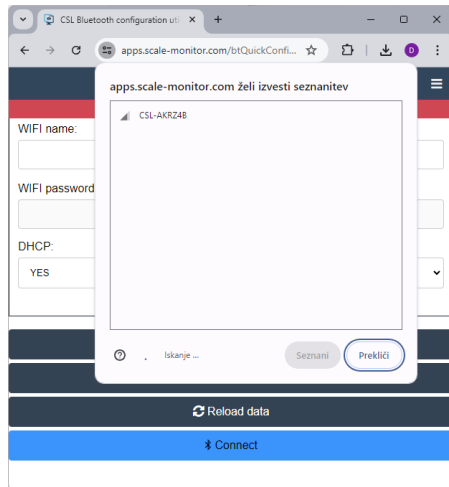 CSL Bluetooth configuration uti
apps.scale-monitor.com/btQuickConfi...
D
apps.scale-monitor.com želi izvesti seznanitev
CSL-AKRZ4B
WIFI name:
WIFI password
DHCP:
YES
Iskanje ...
Seznani
Prekliči
Reload data
Connect